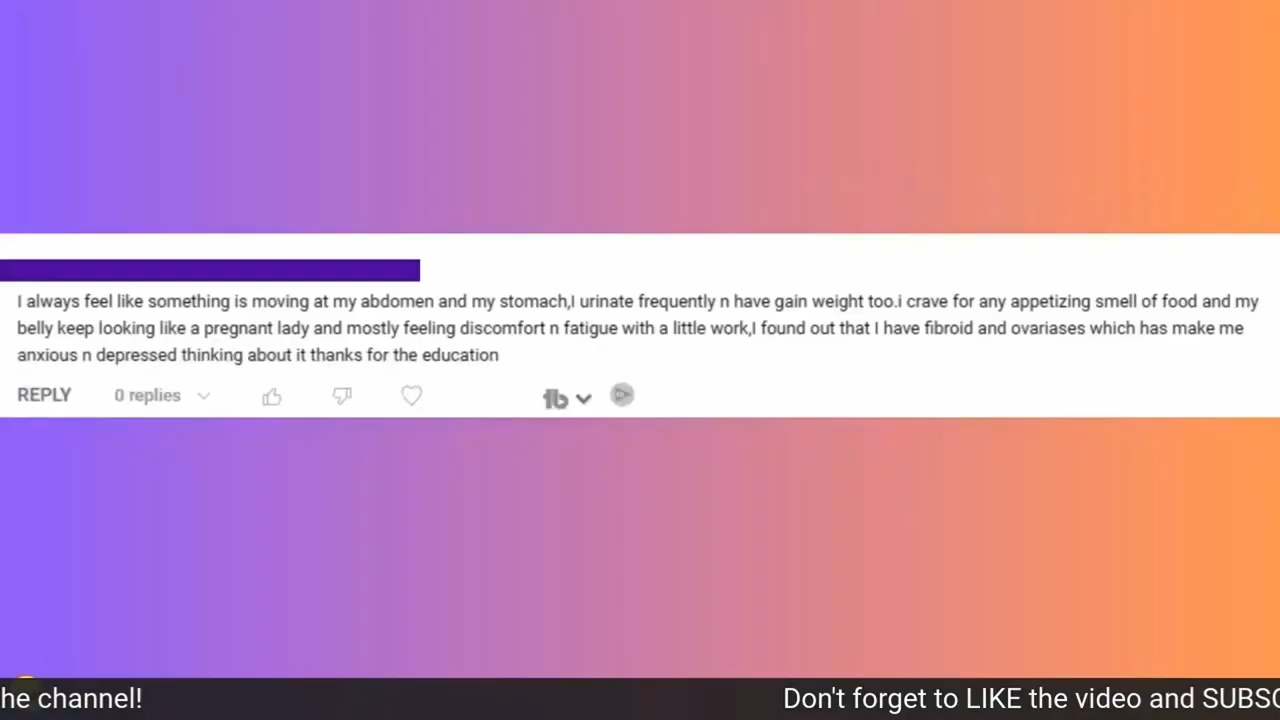 I always feel like something is moving at my abdomen and my stomach,I urinate frequently n have gain weight too.i crave for any appetizing smell of food and my
belly keep looking like a pregnant lady and mostly feeling discomfort n fatigue with a little work,I found out that I have fibroid and ovariases which has make me
anxious n depressed thinking about it thanks for the education
REPLY 0 replies
he channel! Don't forget to LIKE the video and SUBSC